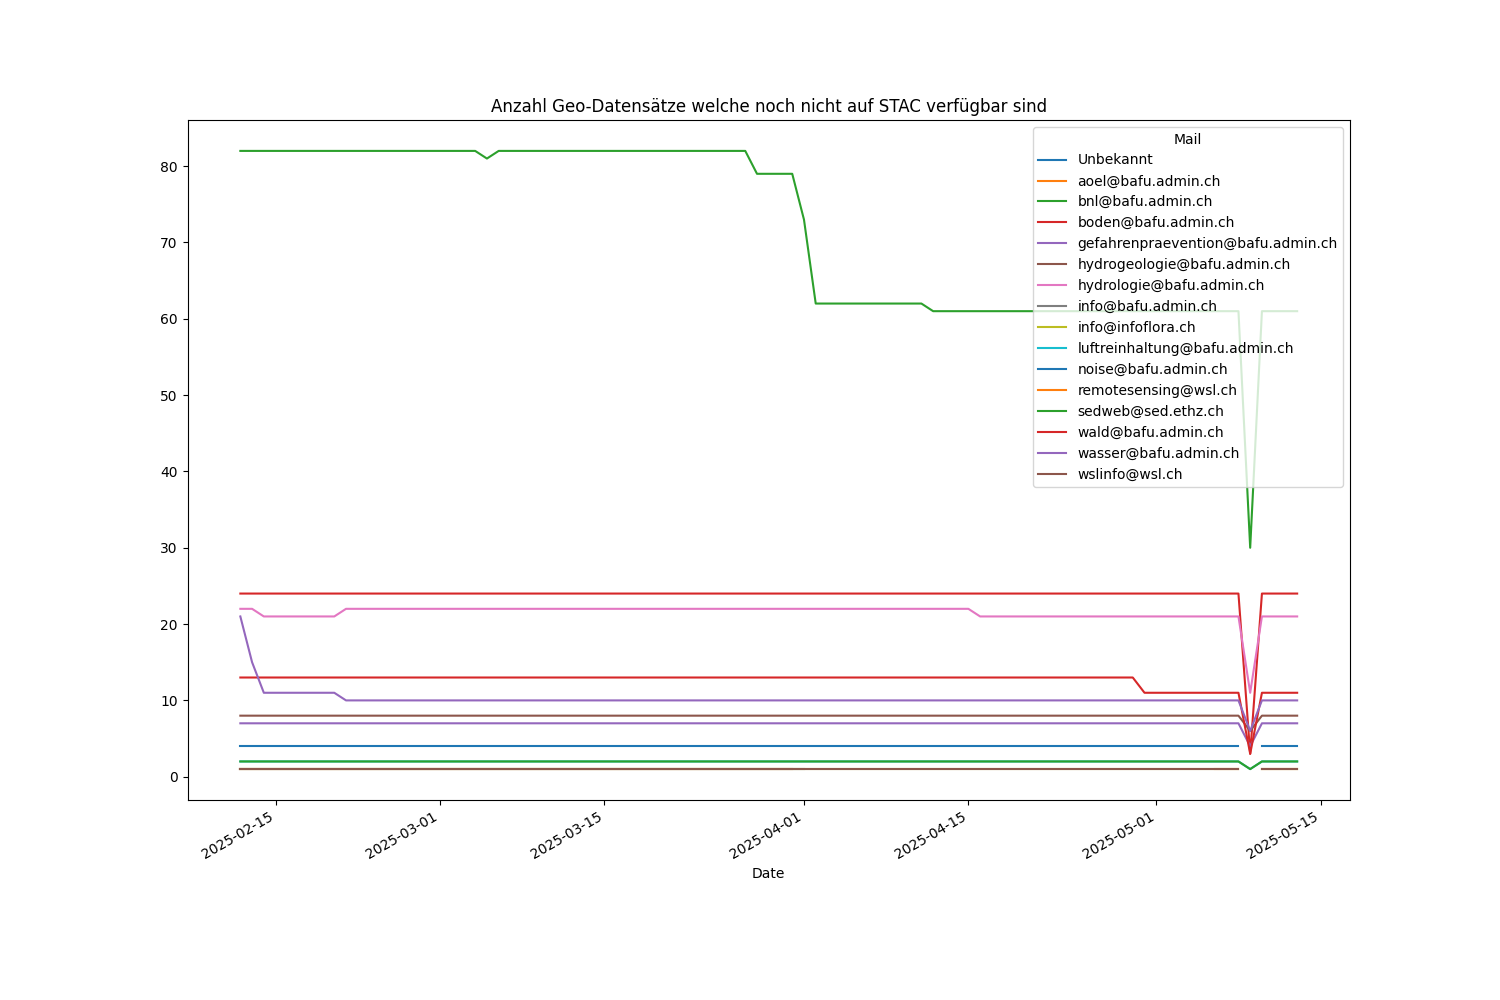 Anzahl Geo-Datensätze welche noch nicht auf STAC verfügbar sind
Mail
Unbekannt
aoel@bafu.admin.ch
bnl@bafu.admin.ch
boden@bafu.admin.ch
gefahrenpraevention@bafu.admin.ch
hydrogeologie@bafu.admin.ch
hydrologie@bafu.admin.ch
info@bafu.admin.ch
info@infoflora.ch
luftreinhaltung@bafu.admin.ch
noise@bafu.admin.ch
remotesensing@wsl.ch
sedweb@sed.ethz.ch
wald@bafu.admin.ch
wasser@bafu.admin.ch
wslinfo@wsl.ch
80
70
60
50
40
30
20
10
0
2025-02-15
2025-03-01
2025-03-15
2025-04-01
2025-04-15
2025-05-01
2025-05-15
Date